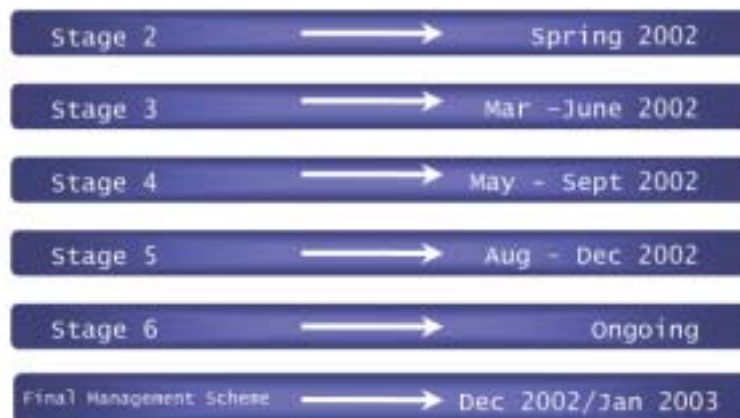 Stage 2 Spring 2002
Stage 3 Mar –June 2002
Stage 4 May - Sept 2002
Stage 5 Aug - Dec 2002
Stage 6 Ongoing
Final Management Scheme Dec 2002/Jan 2003